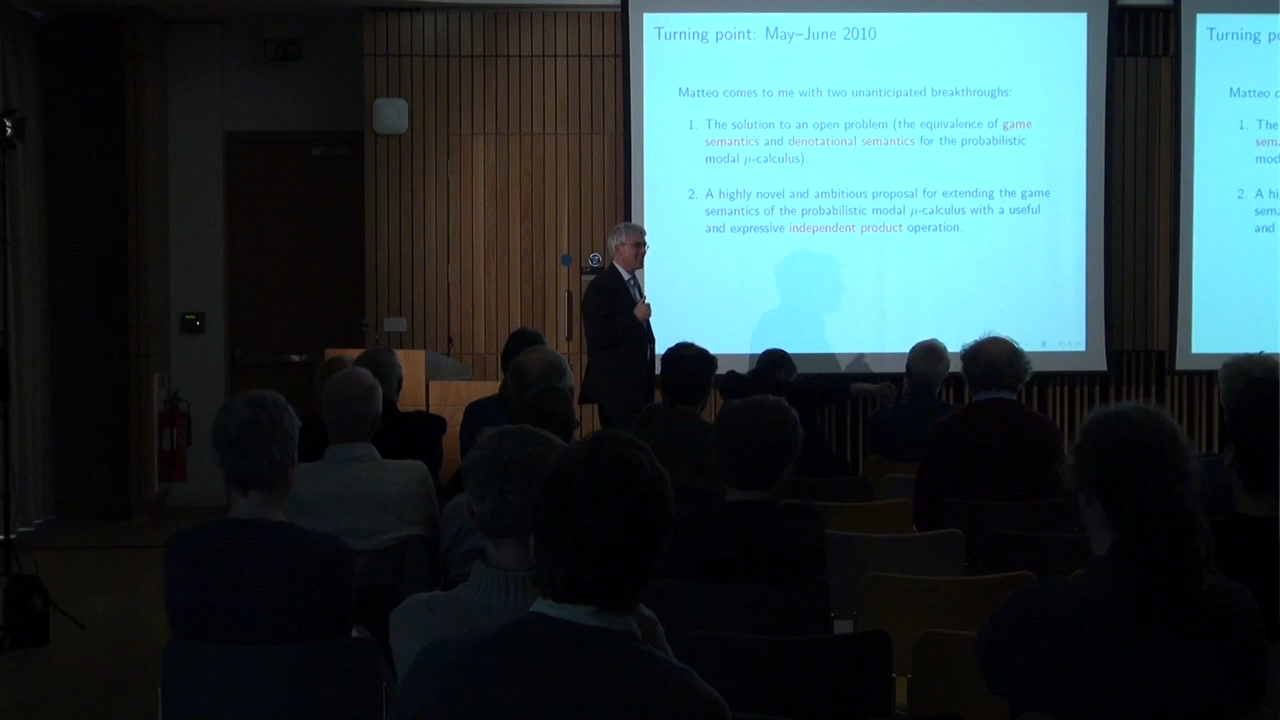 Turning point: May–June 2010
Matteo comes to me with two unanticipated breakthroughs:
1. The solution to an open problem (the equivalence of game
semantics and denotational semantics for the probabilistic
modal μ-calculus).
2. A highly novel and ambitious proposal for extending the game
semantics of the probabilistic modal μ-calculus with a useful
and expressive independent product operation.
Turning p
Matteo c
1. The
sema
mod
2. A hi
sema
and